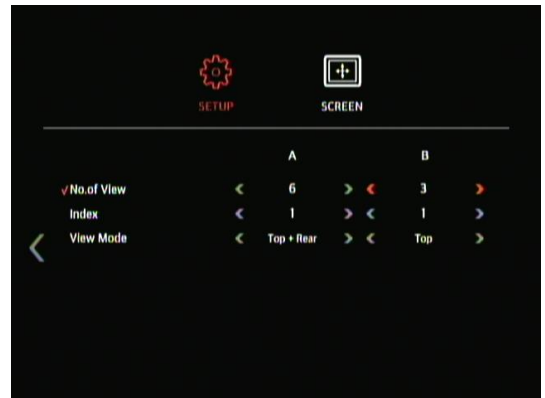 SETUP SCREEN
A B
No.of View 6 3
Index 1 1
View Mode Top + Rear Top